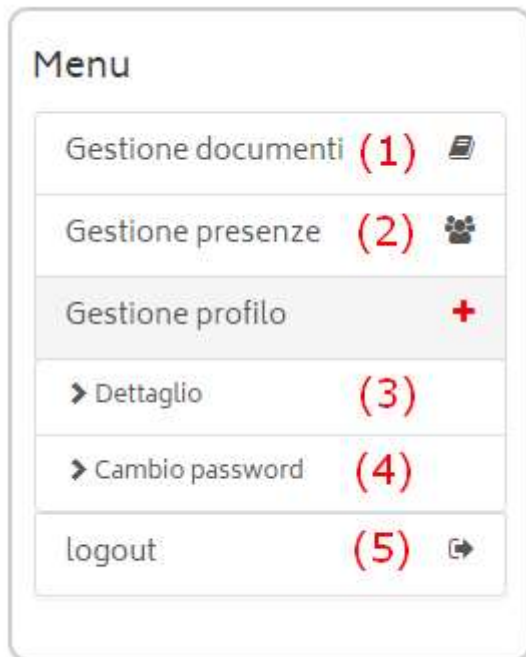 Menu
Gestione documenti (1)
Gestione presenze (2)
Gestione profilo
Dettaglio (3)
Cambio password (4)
logout (5)